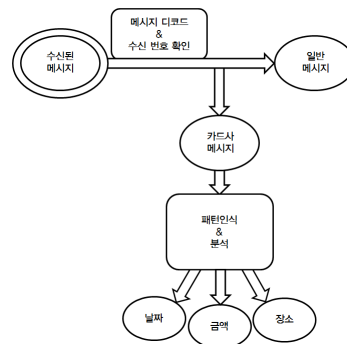 메시지 디코드
&
수신 번호 확인
수신된
메시지
일반
메시지
카드사
메시지
패턴인식
&
분석
날짜
금액
장소